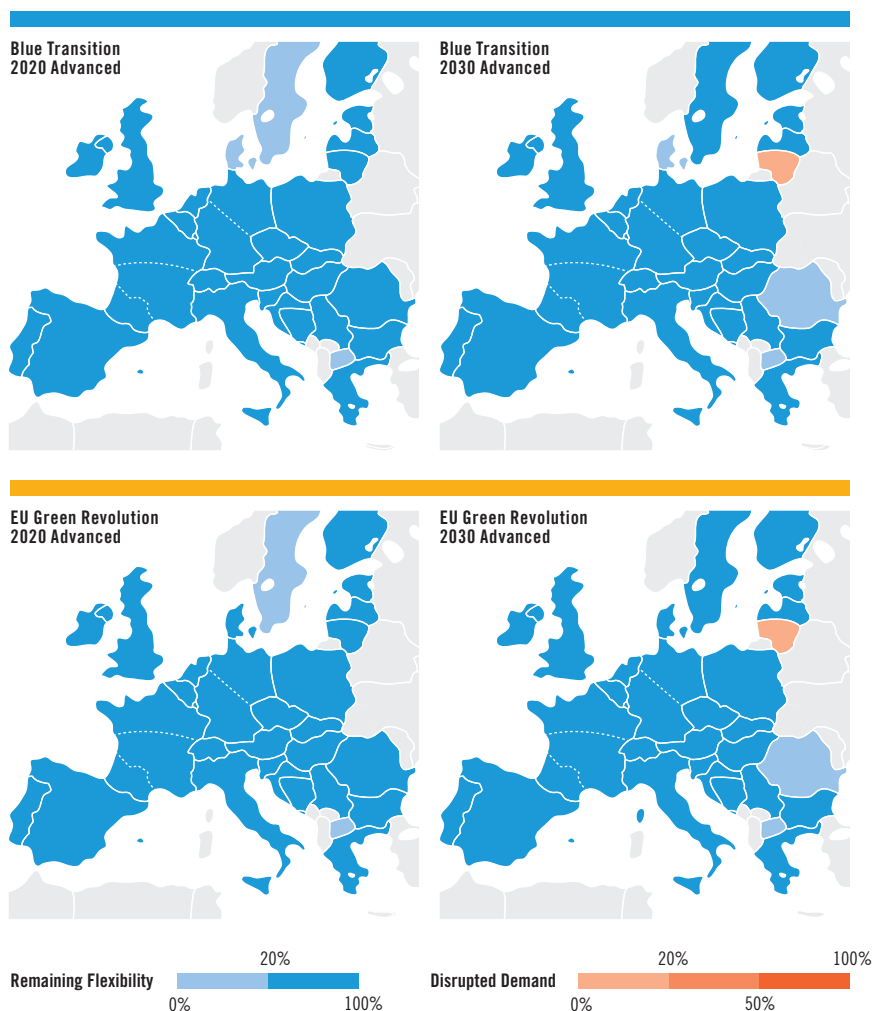 Blue Transition
2020 Advanced
Blue Transition
2030 Advanced
EU Green Revolution
2020 Advanced
EU Green Revolution
2030 Advanced
20%
Remaining Flexibility
0%
100%
20%
100%
Disrupted Demand
0%
50%